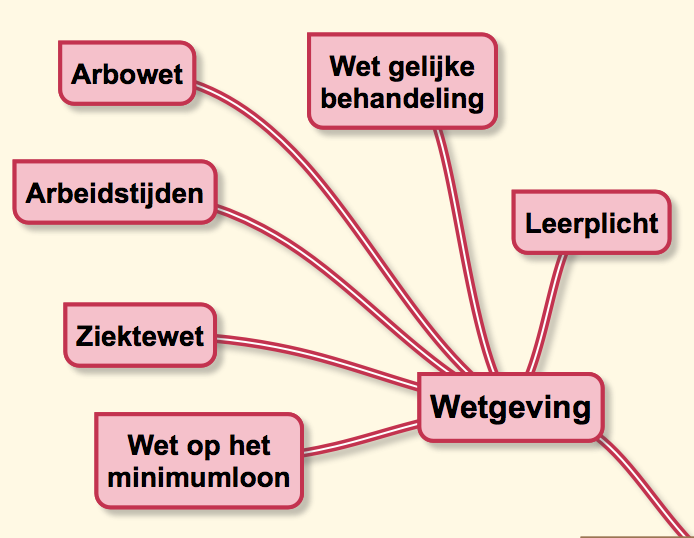 Arbowet
Wet gelijke
behandeling
Arbeidstijden
Leerplicht
Ziektewet
Wetgeving
Wet op het
minimumloon